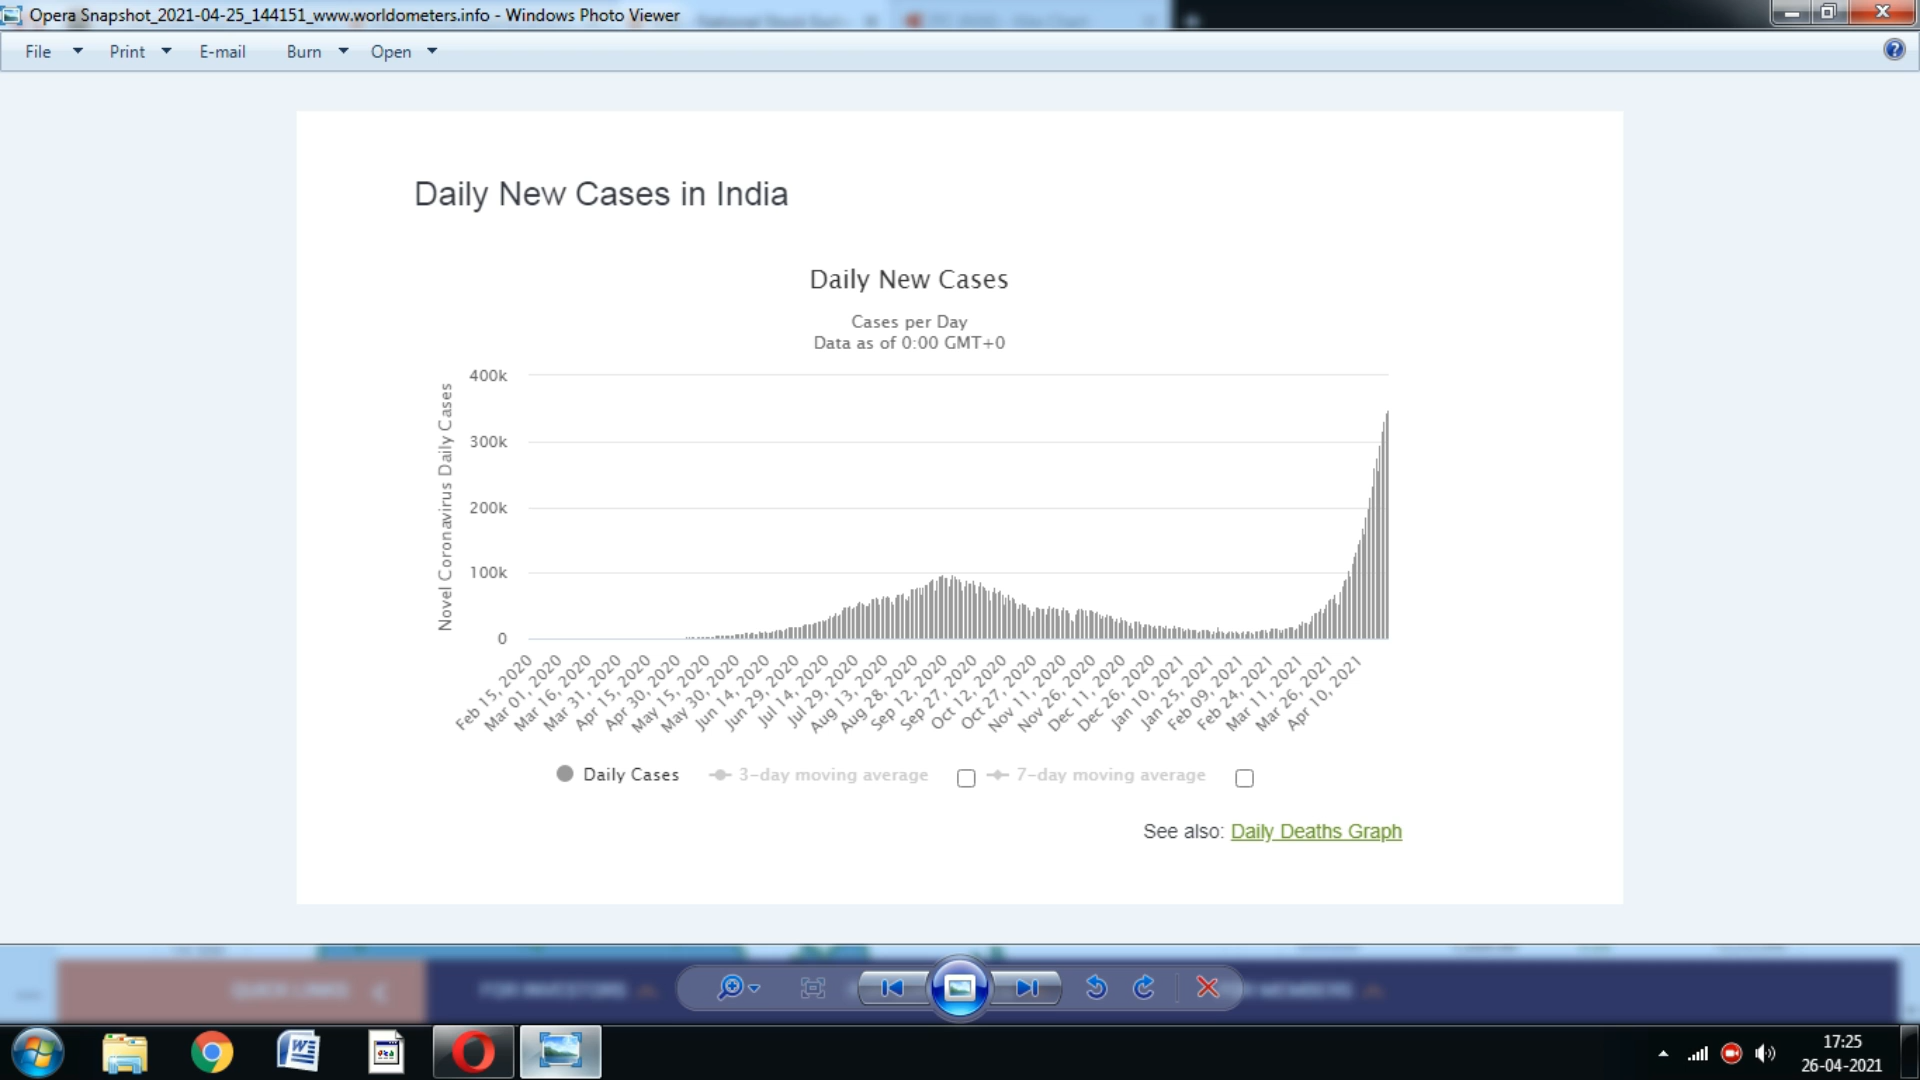 Opera Snapshot_2021-04-25_144151_www.worldometers.info - Windows Photo Viewer
File Print E-mail Burn Open
Daily New Cases in India
Daily New Cases
Cases per Day
Data as of 0:00 GMT+0
Novel Coronavirus Daily Cases
400k
300k
200k
100k
0
Feb 15, 2020
Mar 01, 2020
Mar 16, 2020
Mar 31, 2020
Apr 15, 2020
Apr 30, 2020
May 15, 2020
May 30, 2020
Jun 14, 2020
Jun 29, 2020
Jul 14, 2020
Jul 29, 2020
Aug 13, 2020
Aug 28, 2020
Sep 12, 2020
Sep 27, 2020
Oct 12, 2020
Oct 27, 2020
Nov 11, 2020
Nov 26, 2020
Dec 11, 2020
Dec 26, 2020
Jan 10, 2021
Jan 25, 2021
Feb 09, 2021
Feb 24, 2021
Mar 11, 2021
Mar 26, 2021
Apr 10, 2021
Daily Cases 3-day moving average 7-day moving average
See also: Daily Deaths Graph
QUICK LINKS FOR INVESTORS FOR MEMBERS
17:25
26-04-2021